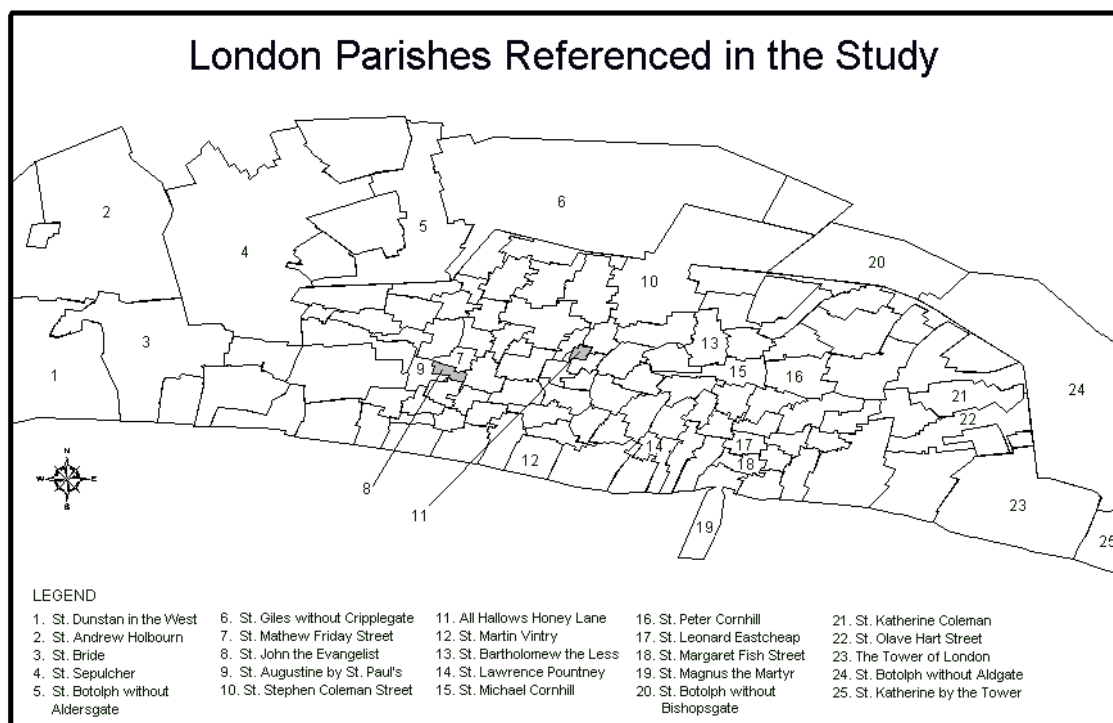 London Parishes Referenced in the Study
2
6
5
4
20
10
13
3
7
9
15
16
1
24
21
22
17
14
12
18
8
11
23
19
25
N
W E
S
LEGEND
1. St. Dunstan in the West
2. St. Andrew Holbourn
3. St. Bride
4. St. Sepulcher
5. St. Botolph without
Aldersgate
6. St. Giles without Cripplegate
7. St. Mathew Friday Street
8. St. John the Evangelist
9. St. Augustine by St. Paul's
10. St. Stephen Coleman Street
11. All Hallows Honey Lane
12. St. Martin Vintry
13. St. Bartholomew the Less
14. St. Lawrence Pountney
15. St. Michael Cornhill
16. St. Peter Cornhill
17. St. Leonard Eastcheap
18. St. Margaret Fish Street
19. St. Magnus the Martyr
20. St. Botolph without
Bishopsgate
21. St. Katherine Coleman
22. St. Olave Hart Street
23. The Tower of London
24. St. Botolph without Aldgate
25. St. Katherine by the Tower